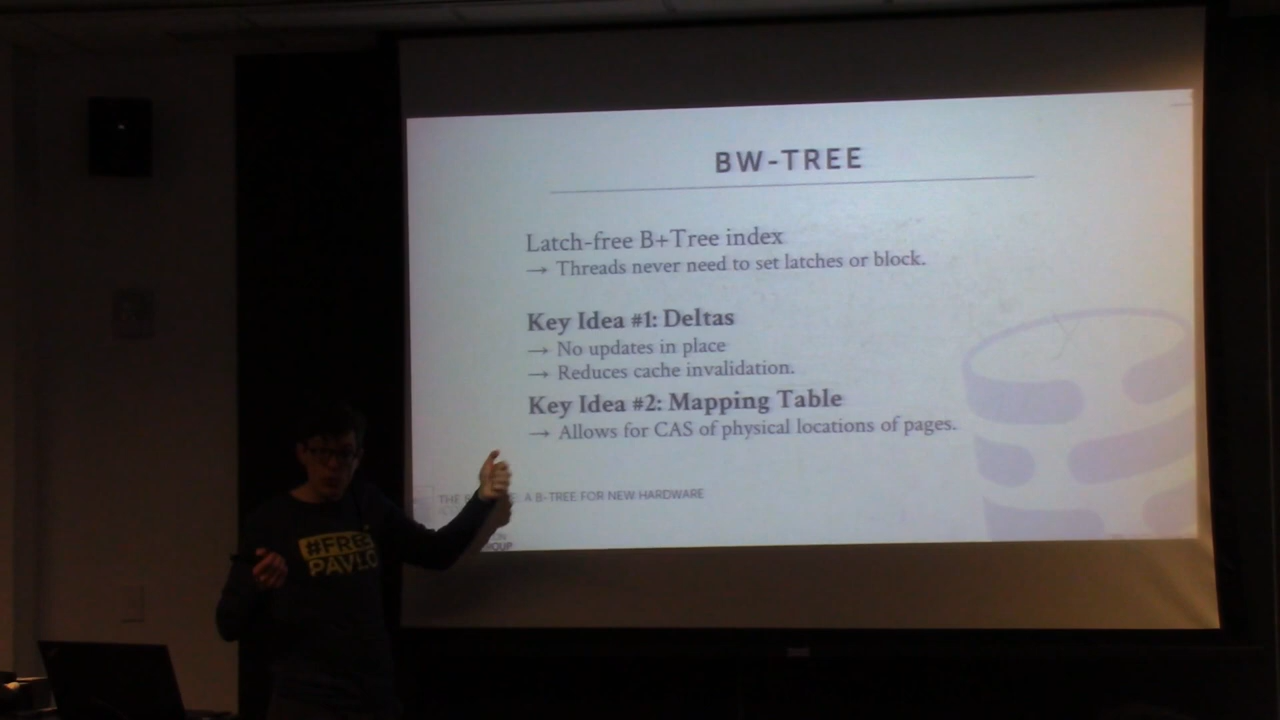 BW-TREE
Latch-free B+Tree index
→ Threads never need to set latches or block.
Key Idea #1: Deltas
→ No updates in place
→ Reduces cache invalidation.
Key Idea #2: Mapping Table
→ Allows for CAS of physical locations of pages.
THE A B-TREE FOR NEW HARDWARE
#FREE
PAVLO